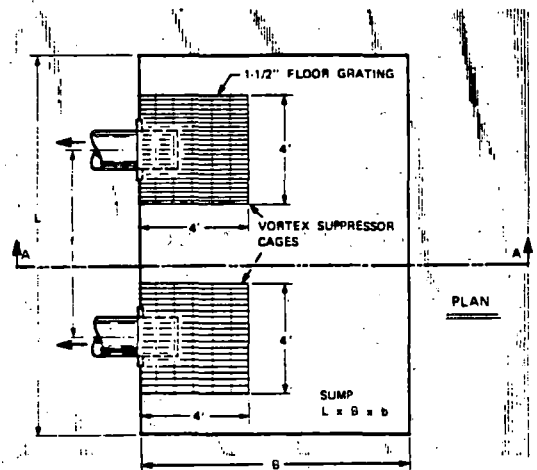 1-1/2" FLOOR GRATING
4'
L
4'
VORTEX SUPPRESSOR
CAGES
A
A
PLAN
4'
SUMP
L x B x b
4'
B